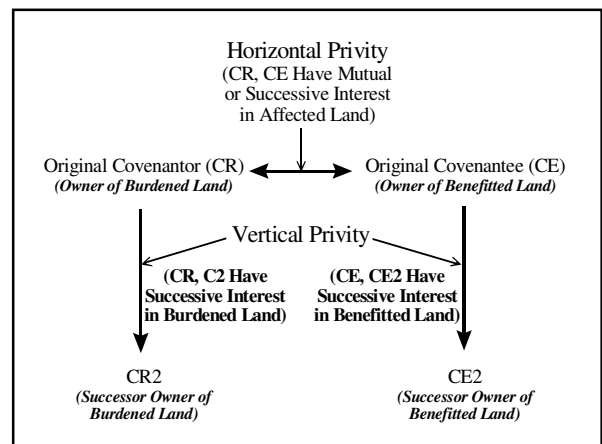 Horizontal Privity
(CR, CE Have Mutual
or Successive Interest
in Affected Land)
Original Covenantor (CR)
(Owner of Burdened Land)
Original Covenantee (CE)
(Owner of Benefitted Land)
Vertical Privity
(CR, C2 Have
Successive Interest
in Burdened Land)
(CE, CE2 Have
Successive Interest
in Benefitted Land)
CR2
(Successor Owner of
Burdened Land)
CE2
(Successor Owner of
Benefitted Land)